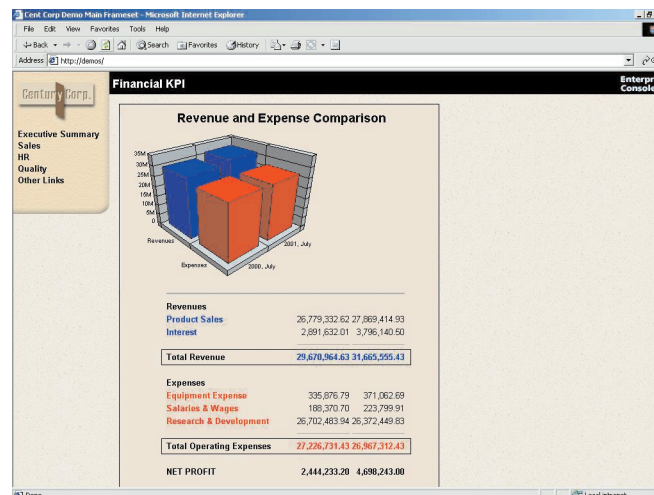 Cent Corp Demo Main Frameset - Microsoft Internet Explorer
File Edit View Favorites Tools Help
Back Search Favorites History
Address http://demos/
Century Corp.
Financial KPI
Enterpr
Console
Executive Summary
Sales
HR
Quality
Other Links
Revenue and Expense Comparison
35M
30M
25M
20M
15M
10M
5M
0
Revenues
Expenses
2000, July
2001, July
Revenues
Product Sales 26,779,332.62 27,869,414.93
Interest 2,891,632.01 3,796,140.50
Total Revenue 29,670,964.63 31,665,555.43
Expenses
Equipment Expense 335,876.79 371,062.69
Salaries & Wages 188,370.70 223,799.91
Research & Development 26,702,483.94 26,372,449.83
Total Operating Expenses 27,226,731.43 26,967,312.43
NET PROFIT 2,444,233.20 4,698,243.00